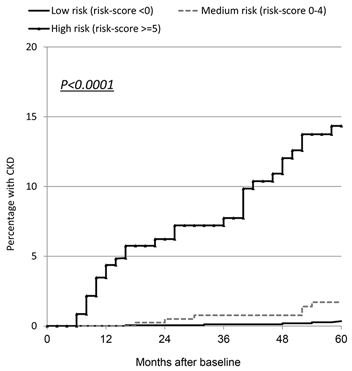 Low risk (risk-score <0)
Medium risk (risk-score 0-4)
High risk (risk-score >=5)
20
P<0.0001
15
Percentage with CKD
10
5
0
0 12 24 36 48 60
Months after baseline